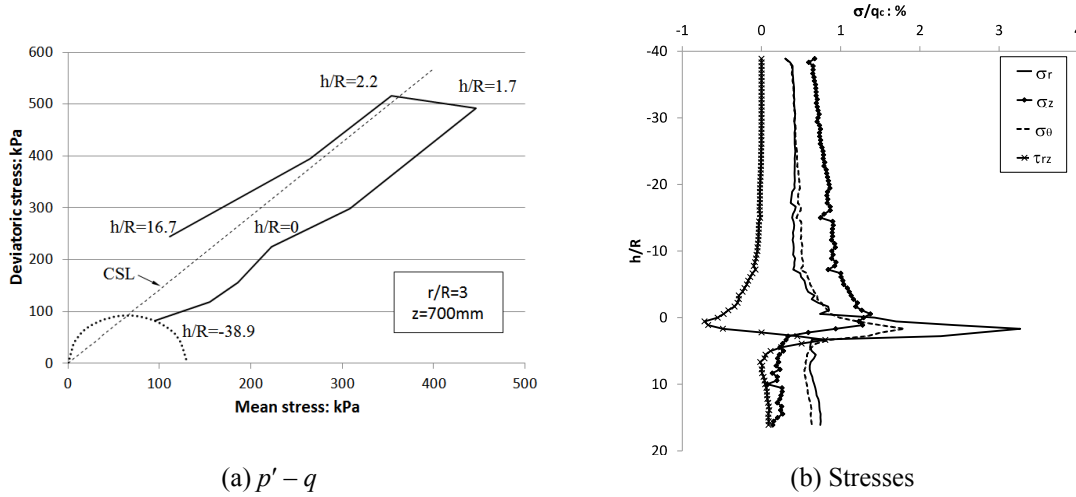 600
500
400
300
200
100
0
Deviatoric stress: kPa
h/R=2.2
h/R=1.7
h/R=16.7
h/R=0
CSL
h/R=-38.9
r/R=3
z=700mm
0 100 200 300 400 500
Mean stress: kPa
(a) p′ – q
σ/qc : %
-1 0 1 2 3 4
-40
-30
-20
-10
0
10
20
h/R
σr
σz
σθ
τrz
(b) Stresses